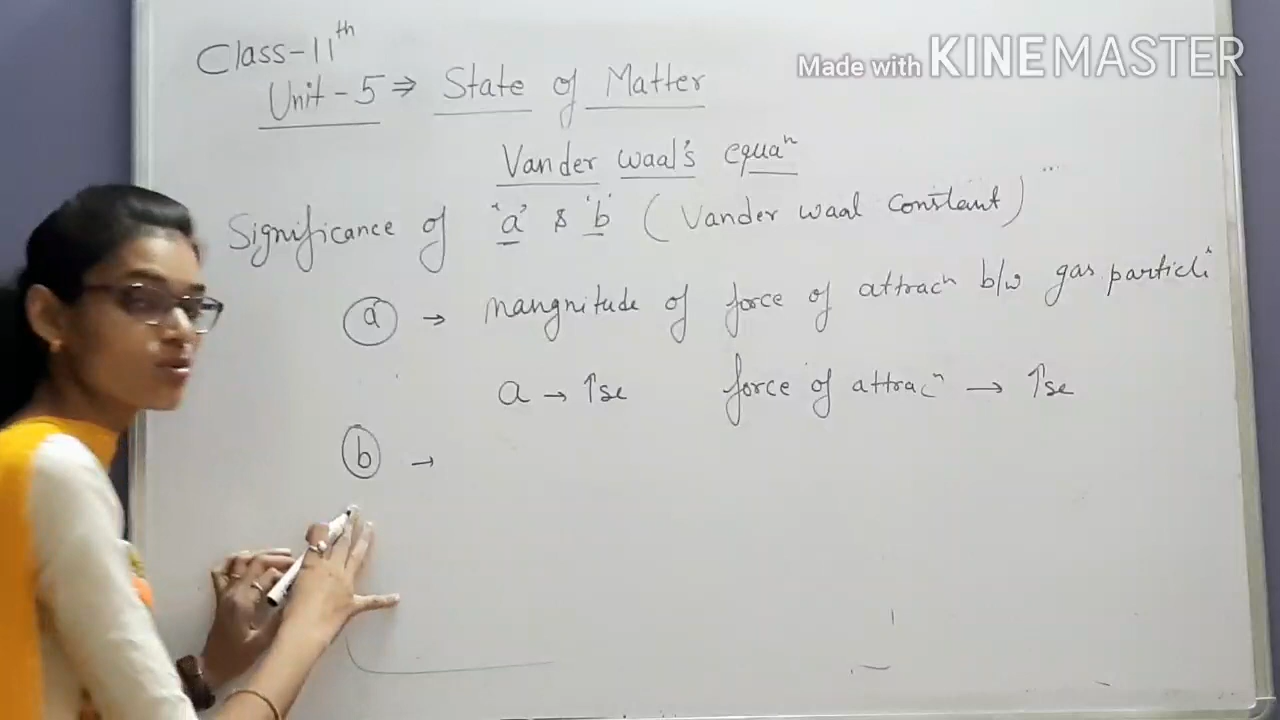 Class-11th
Made with KINEMASTER
Unit-5 ⇒ State of Matter
Vander waal's equan
Significance of 'a' & 'b' (Vander waal constant)
a → mangnitude of force of attracn b/w gas particl
a → ↑se force of attracn → ↑se
b →